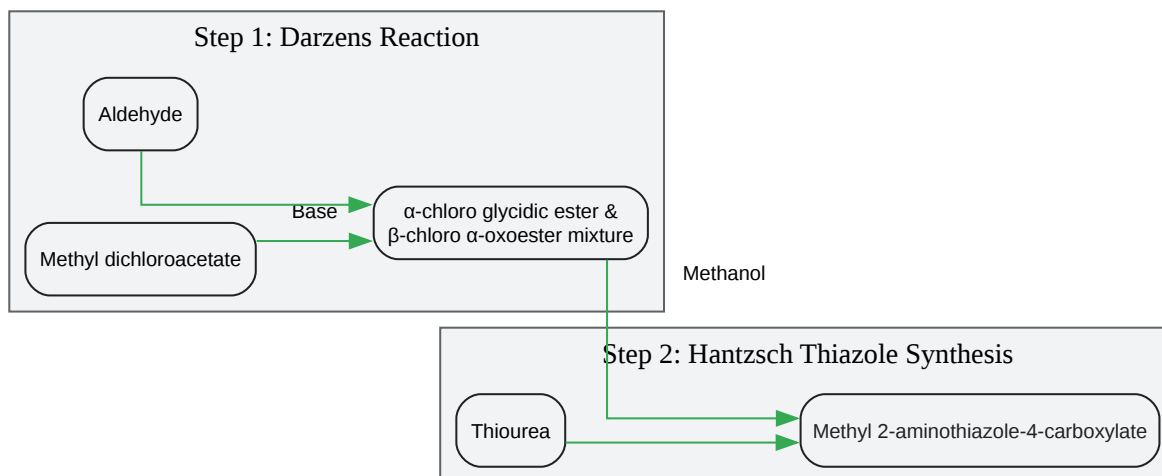 Step 1: Darzens Reaction
Aldehyde
Base
α-chloro glycidic ester &
β-chloro α-oxoester mixture
Methyl dichloroacetate
Methanol
Step 2: Hantzsch Thiazole Synthesis
Thiourea
Methyl 2-aminothiazole-4-carboxylate